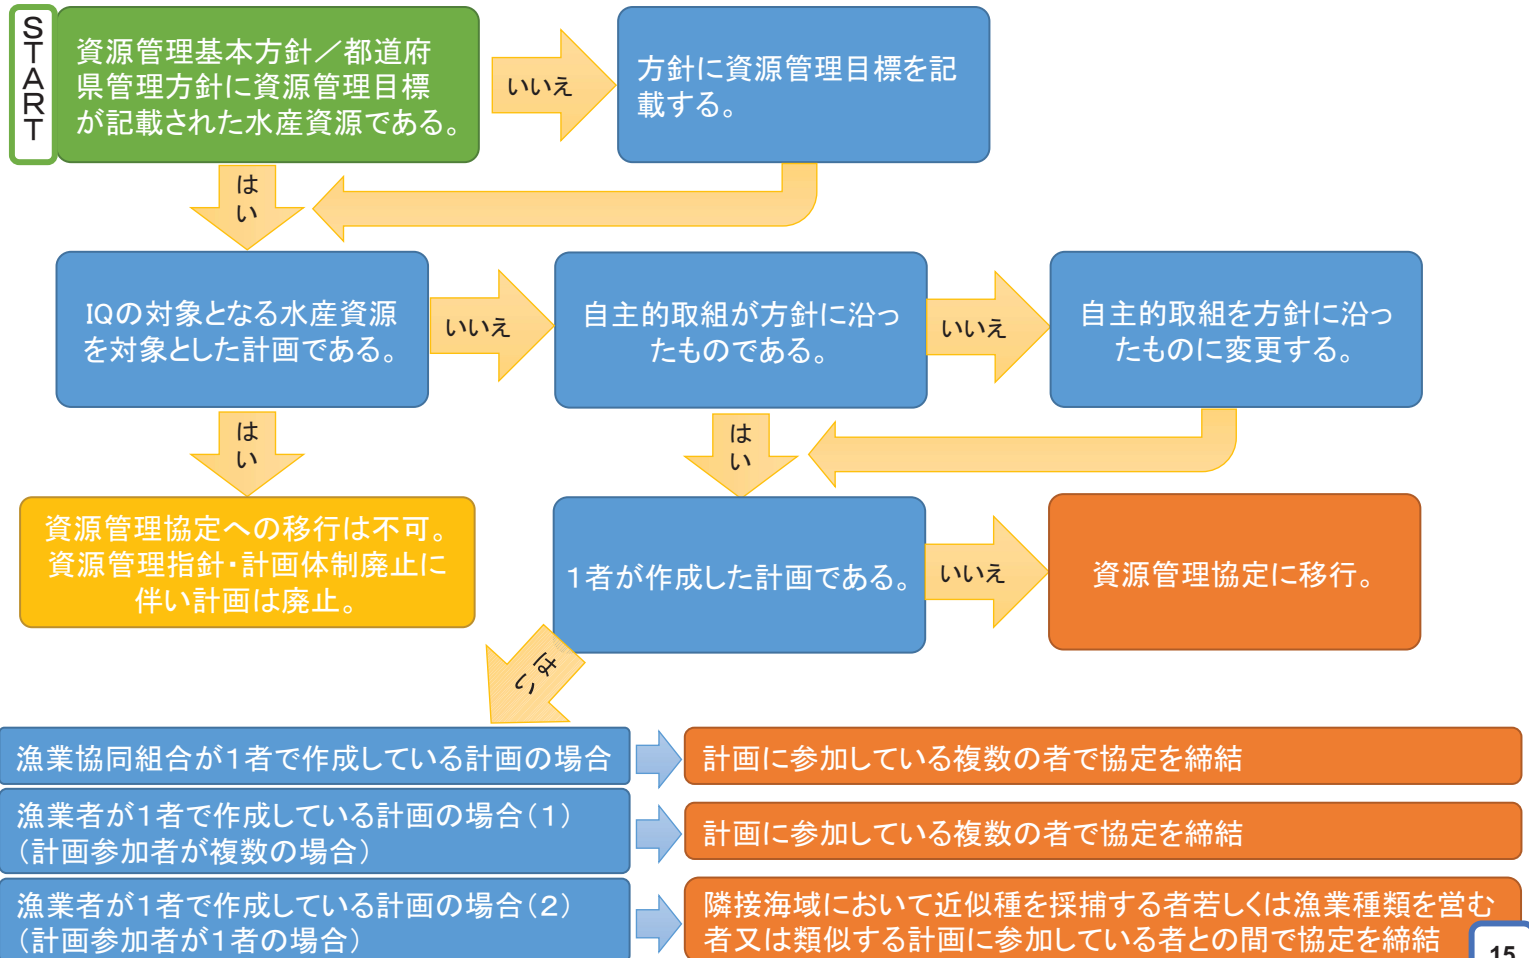 START
資源管理基本方針／都道府
県管理方針に資源管理目標
が記載された水産資源である。
いいえ
方針に資源管理目標を記
載する。
はい
IQの対象となる水産資源
を対象とした計画である。
いいえ
自主的取組が方針に沿っ
たものである。
いいえ
自主的取組を方針に沿っ
たものに変更する。
はい
はい
資源管理協定への移行は不可。
資源管理指針・計画体制廃止に
伴い計画は廃止。
１者が作成した計画である。
いいえ
資源管理協定に移行。
はい
漁業協同組合が１者で作成している計画の場合
計画に参加している複数の者で協定を締結
漁業者が１者で作成している計画の場合（１）
（計画参加者が複数の場合）
計画に参加している複数の者で協定を締結
漁業者が１者で作成している計画の場合（２）
（計画参加者が１者の場合）
隣接海域において近似種を採捕する者若しくは漁業種類を営む
者又は類似する計画に参加している者との間で協定を締結
15